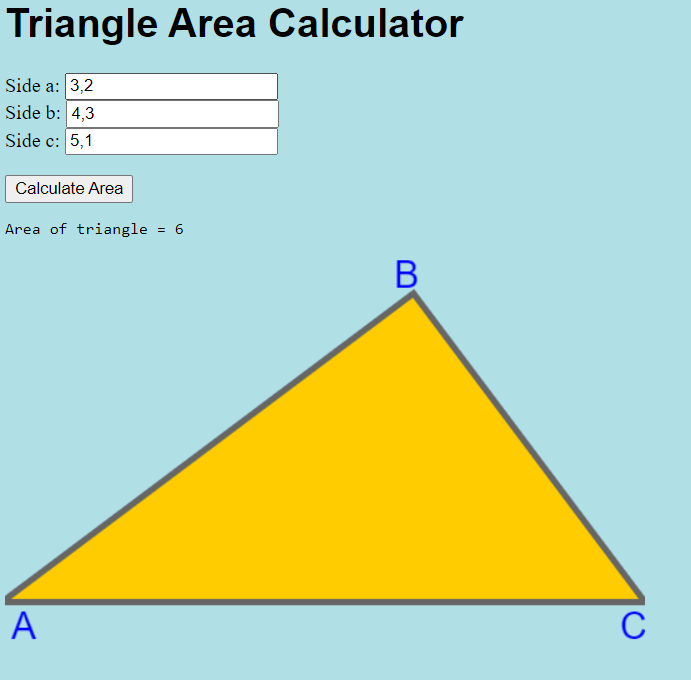 Triangle Area Calculator
Side a: 3,2
Side b: 4,3
Side c: 5,1
Calculate Area
Area of triangle = 6
B
A
C